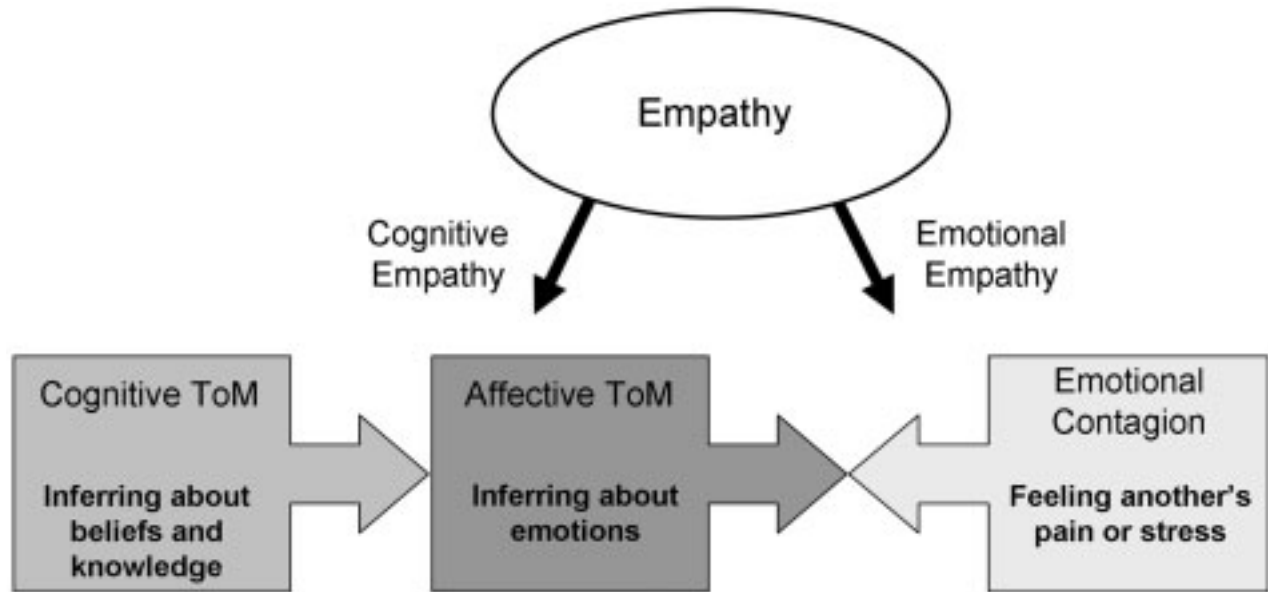 Empathy
Cognitive
Empathy
Emotional
Empathy
Cognitive ToM
Inferring about
beliefs and
knowledge
Affective ToM
Inferring about
emotions
Emotional
Contagion
Feeling another's
pain or stress